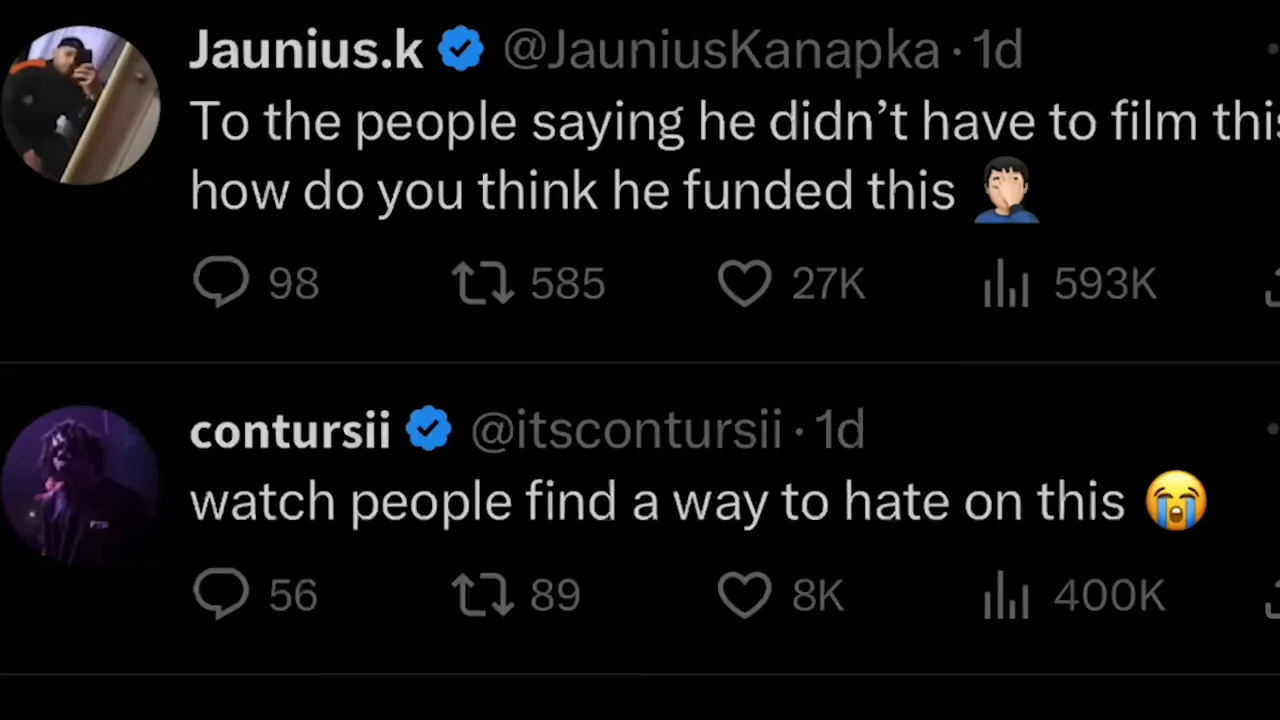 Jaunius.k @JauniusKanapka · 1d
To the people saying he didn’t have to film this
how do you think he funded this 🤦🏻‍♂️
98 585 27K 593K
contursii @itscontursii · 1d
watch people find a way to hate on this 😭
56 89 8K 400K